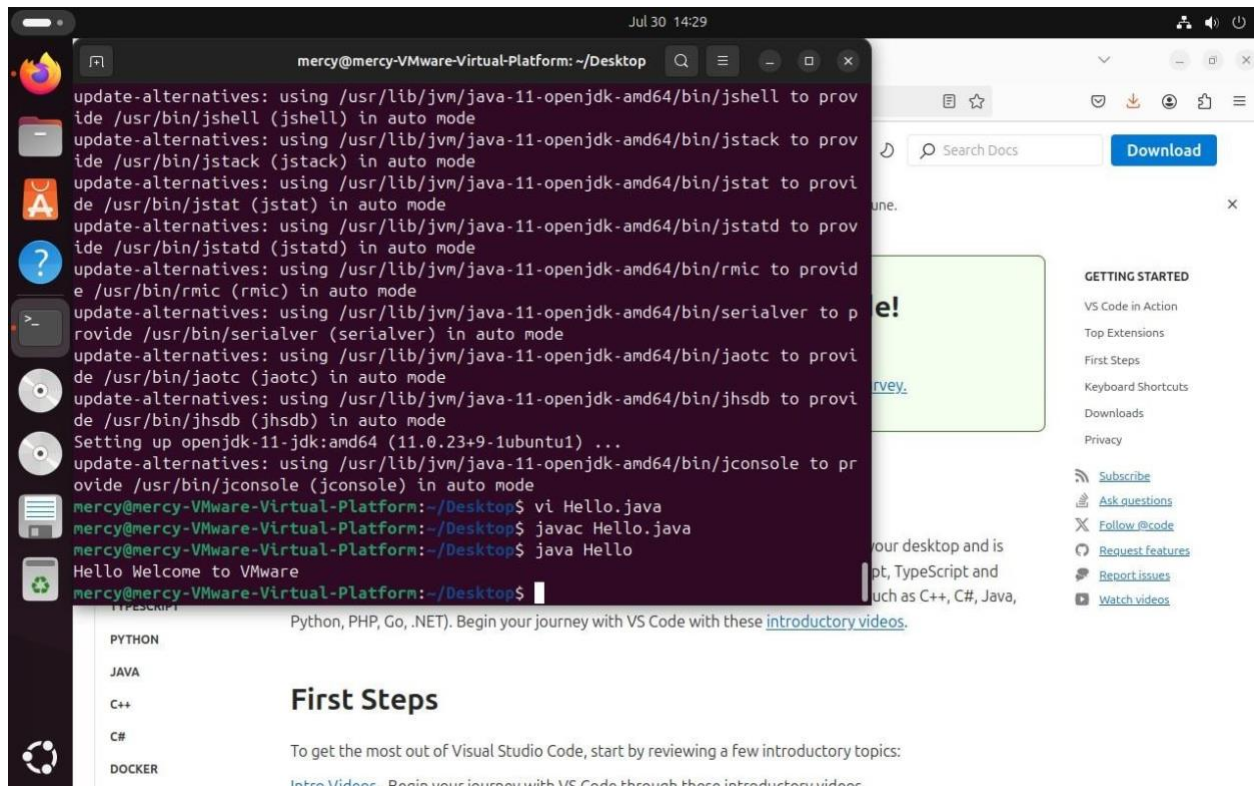 Jul 30 14:29
mercy@mercy-VMware-Virtual-Platform: ~/Desktop
update-alternatives: using /usr/lib/jvm/java-11-openjdk-amd64/bin/jshell to prov
ide /usr/bin/jshell (jshell) in auto mode
update-alternatives: using /usr/lib/jvm/java-11-openjdk-amd64/bin/jstack to prov
ide /usr/bin/jstack (jstack) in auto mode
update-alternatives: using /usr/lib/jvm/java-11-openjdk-amd64/bin/jstat to provi
de /usr/bin/jstat (jstat) in auto mode
update-alternatives: using /usr/lib/jvm/java-11-openjdk-amd64/bin/jstatd to prov
ide /usr/bin/jstatd (jstatd) in auto mode
update-alternatives: using /usr/lib/jvm/java-11-openjdk-amd64/bin/rmic to provid
e /usr/bin/rmic (rmic) in auto mode
update-alternatives: using /usr/lib/jvm/java-11-openjdk-amd64/bin/serialver to p
rovide /usr/bin/serialver (serialver) in auto mode
update-alternatives: using /usr/lib/jvm/java-11-openjdk-amd64/bin/jaotc to provi
de /usr/bin/jaotc (jaotc) in auto mode
update-alternatives: using /usr/lib/jvm/java-11-openjdk-amd64/bin/jhsdb to provi
de /usr/bin/jhsdb (jhsdb) in auto mode
Setting up openjdk-11-jdk:amd64 (11.0.23+9-1ubuntu1) ...
update-alternatives: using /usr/lib/jvm/java-11-openjdk-amd64/bin/jconsole to pr
ovide /usr/bin/jconsole (jconsole) in auto mode
mercy@mercy-VMware-Virtual-Platform:~/Desktop$ vi Hello.java
mercy@mercy-VMware-Virtual-Platform:~/Desktop$ javac Hello.java
mercy@mercy-VMware-Virtual-Platform:~/Desktop$ java Hello
Hello Welcome to VMware
mercy@mercy-VMware-Virtual-Platform:~/Desktop$
Search Docs
Download
une.
e!
rvey.
your desktop and is
pt, TypeScript and
uch as C++, C#, Java,
Python, PHP, Go, .NET). Begin your journey with VS Code with these introductory videos.
First Steps
To get the most out of Visual Studio Code, start by reviewing a few introductory topics:
Intro Videos - Begin your journey with VS Code through these introductory videos.
TYPESCRIPT
PYTHON
JAVA
C++
C#
DOCKER
GETTING STARTED
VS Code in Action
Top Extensions
First Steps
Keyboard Shortcuts
Downloads
Privacy
Subscribe
Ask questions
Follow @code
Request features
Report issues
Watch videos